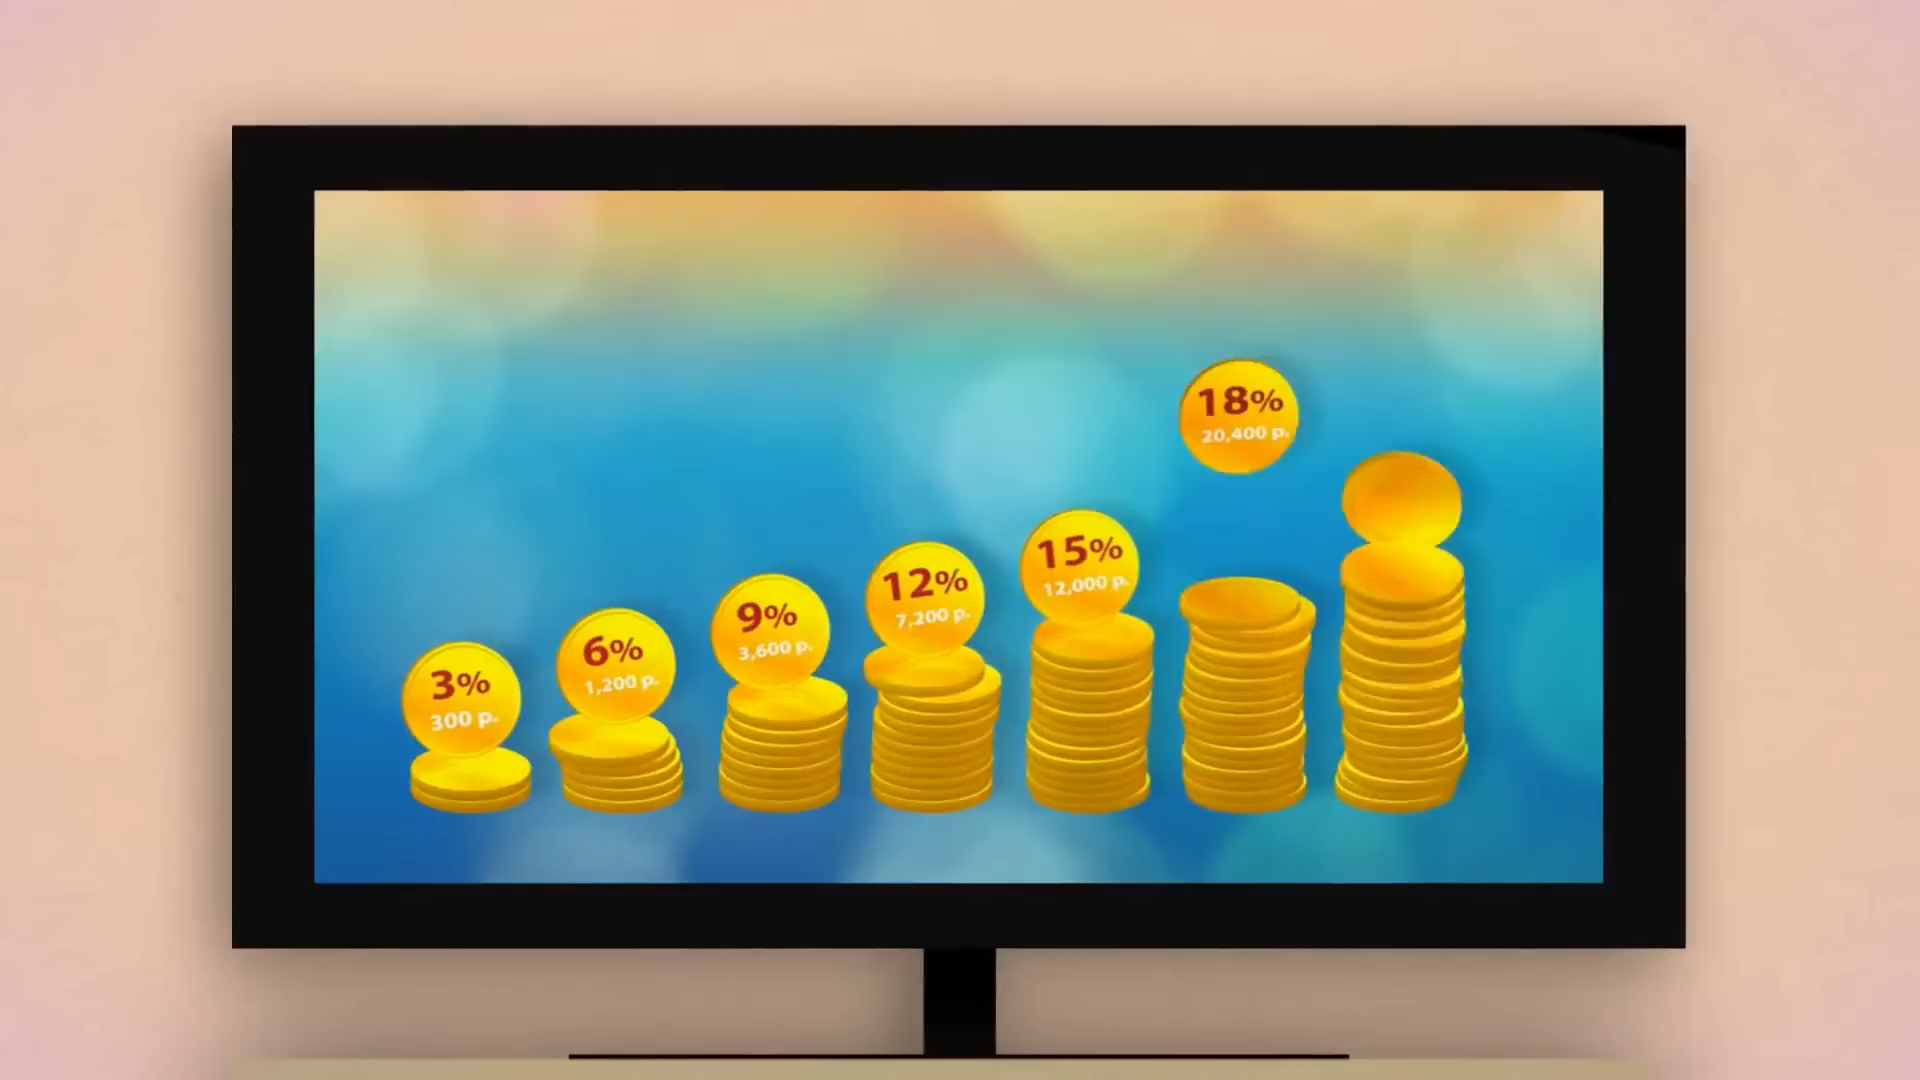 3%
300 р.
6%
1,200 р.
9%
3,600 р.
12%
7,200 р.
15%
12,000 р.
18%
20,400 р.